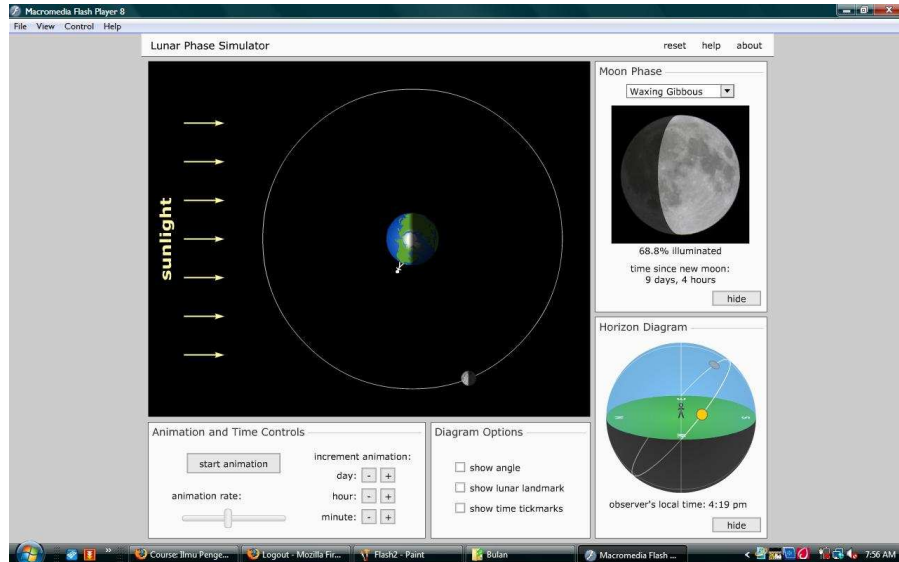 Macromedia Flash Player 8
File View Control Help
Lunar Phase Simulator
reset help about
sunlight
Moon Phase
Waxing Gibbous
68.8% illuminated
time since new moon:
9 days, 4 hours
hide
Horizon Diagram
observer's local time: 4:19 pm
hide
Animation and Time Controls
start animation
increment animation:
day: - +
animation rate:
hour: - +
minute: - +
Diagram Options
show angle
show lunar landmark
show time tickmarks
Course: Ilmu Penge...
Logout - Mozilla Fir...
Flash2 - Paint
Bulan
Macromedia Flash ...
7:56 AM